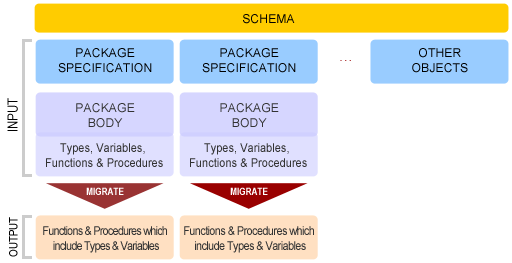 SCHEMA
INPUT
PACKAGE
SPECIFICATION
PACKAGE
SPECIFICATION
...
OTHER
OBJECTS
PACKAGE
BODY
Types, Variables,
Functions & Procedures
PACKAGE
BODY
Types, Variables,
Functions & Procedures
MIGRATE
MIGRATE
OUTPUT
Functions & Procedures which
include Types & Variables
Functions & Procedures which
include Types & Variables